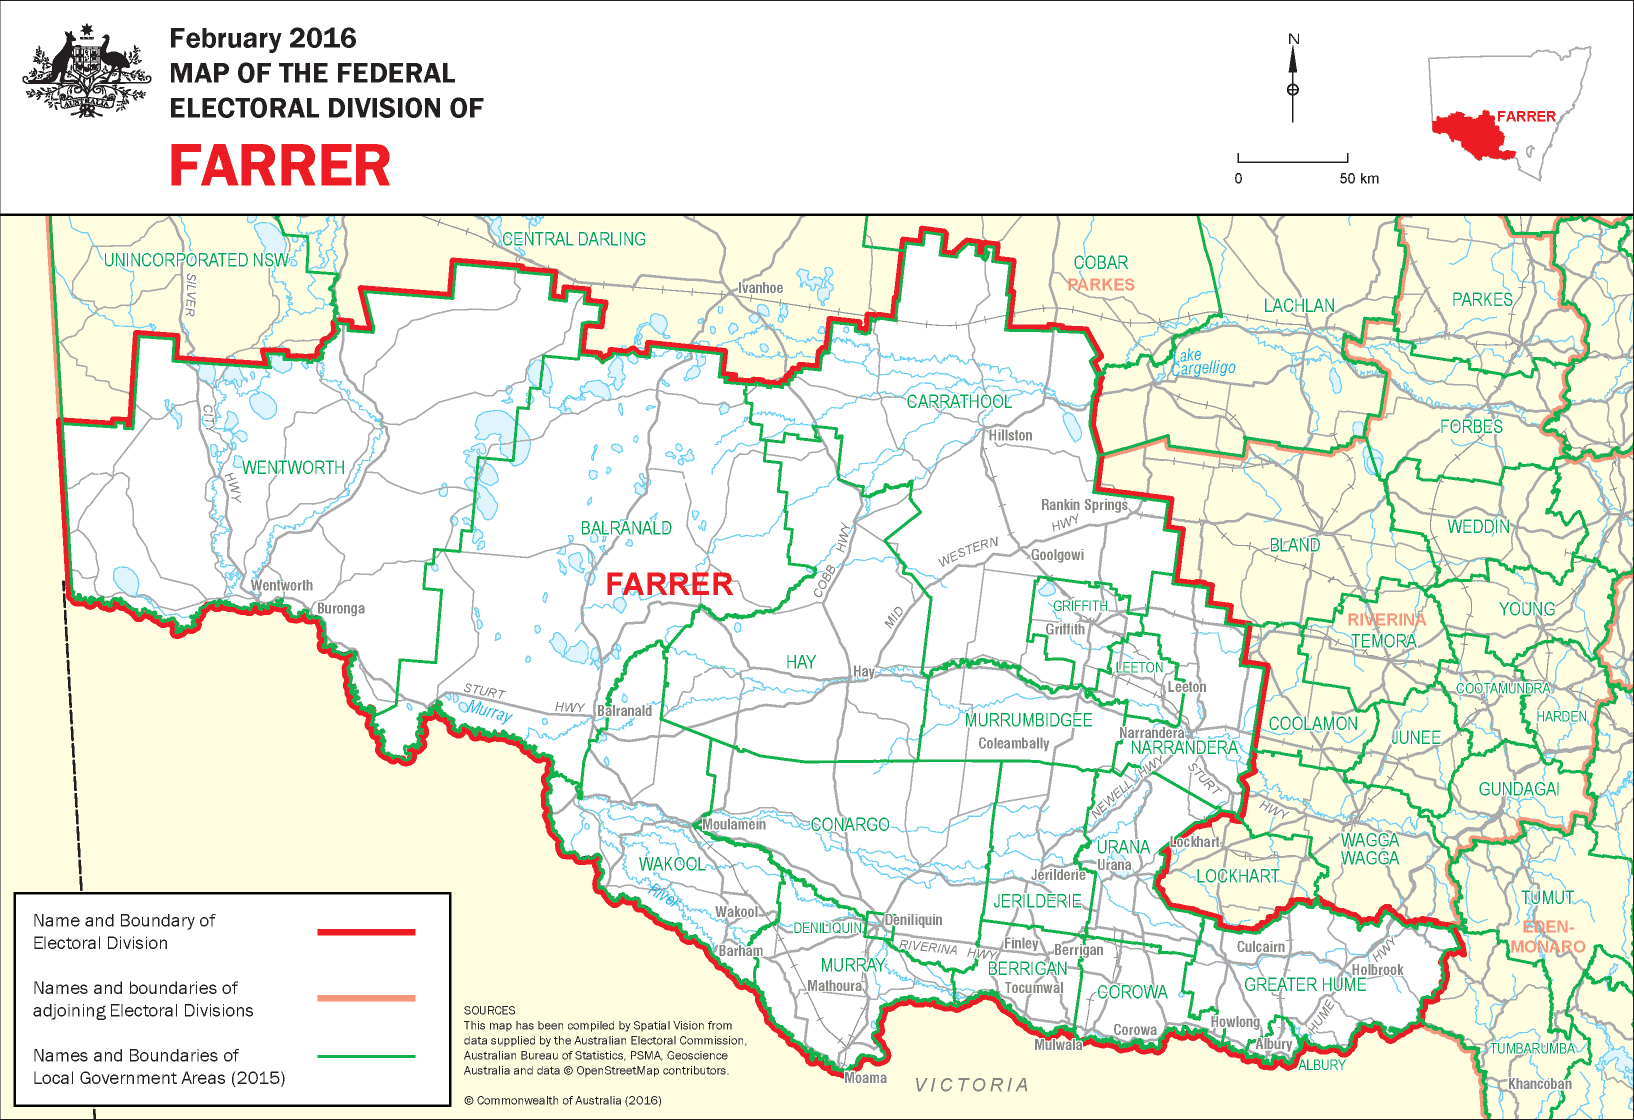 February 2016
MAP OF THE FEDERAL
ELECTORAL DIVISION OF
FARRER
AUSTRALIA
N
0 50 km
FARRER
UNINCORPORATED NSW
CENTRAL DARLING
COBAR
PARKES
LACHLAN
PARKES
SILVER
Ivanhoe
Lake
Cargelligo
CITY
HWY
WENTWORTH
CARRATHOOL
Hillston
FORBES
BALRANALD
COBB HWY
Rankin Springs
WESTERN HWY
Goolgowi
BLAND
WEDDIN
FARRER
Wentworth
Buronga
MID
GRIFFITH
Griffith
RIVERINA
TEMORA
YOUNG
HAY
Hay
LEETON
Leeton
COOTAMUNDRA
HARDEN
STURT HWY
Murray
Balranald
MURRUMBIDGEE
Coleambally
Narrandera
NARRANDERA
COOLAMON
JUNEE
NEWELL HWY
STURT
HWY
GUNDAGAI
Moulamein
CONARGO
WAKOOL
URANA
Urana
Lockhart
LOCKHART
WAGGA
WAGGA
River
Jerilderie
JERILDERIE
TUMUT
EDEN-
MONARO
Wakool
DENILIQUIN
Deniliquin
Barham
RIVERINA HWY
Finley
Berrigan
BERRIGAN
Tocumwal
MURRAY
Mathoura
COROWA
Culcairn
GREATER HUME
Holbrook
HUME HWY
Howlong
Corowa
Mulwala
Albury
ALBURY
TUMBARUMBA
Khancoban
Moama
VICTORIA
Name and Boundary of
Electoral Division
Names and boundaries of
adjoining Electoral Divisions
Names and Boundaries of
Local Government Areas (2015)
SOURCES
This map has been compiled by Spatial Vision from
data supplied by the Australian Electoral Commission,
Australian Bureau of Statistics, PSMA, Geoscience
Australia and data © OpenStreetMap contributors.
© Commonwealth of Australia (2016)